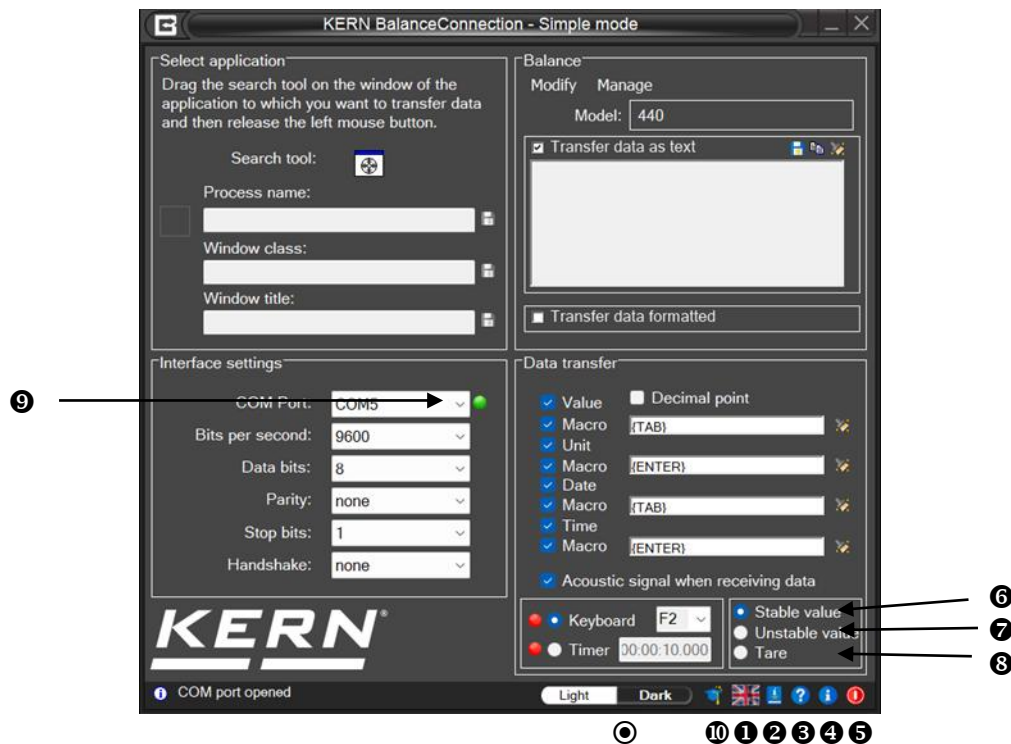 KERN BalanceConnection - Simple mode
Select application
Drag the search tool on the window of the
application to which you want to transfer data
and then release the left mouse button.
Search tool:
Process name:
Window class:
Window title:
Balance
Modify Manage
Model: 440
Transfer data as text
Transfer data formatted
Interface settings
COM Port: COM5
Bits per second: 9600
Data bits: 8
Parity: none
Stop bits: 1
Handshake: none
Data transfer
Value Decimal point
Macro {TAB}
Unit
Macro {ENTER}
Date
Macro {TAB}
Time
Macro {ENTER}
Acoustic signal when receiving data
Keyboard F2
Timer 00:00:10.000
Stable value
Unstable value
Tare
KERN®
COM port opened
Light Dark
❾
❻
❼
❽
❿ ❶ ❷ ❸ ❹ ❺